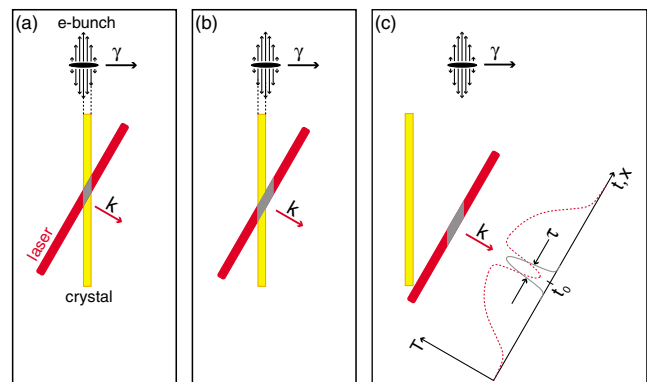 (a)
e-bunch
γ
k
laser
crystal
(b)
γ
k
(c)
γ
k
t, x
τ
t₀
T